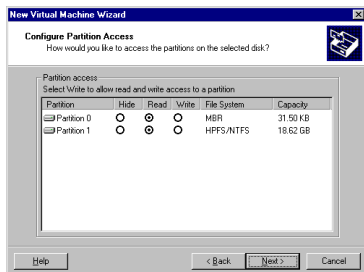 New Virtual Machine Wizard
Configure Partition Access
How would you like to access the partitions on the selected disk?
Partition access
Select Write to allow read and write access to a partition
Partition Hide Read Write File System Capacity
Partition 0 MBR 31.50 KB
Partition 1 HPFS/NTFS 18.62 GB
Help < Back Next > Cancel